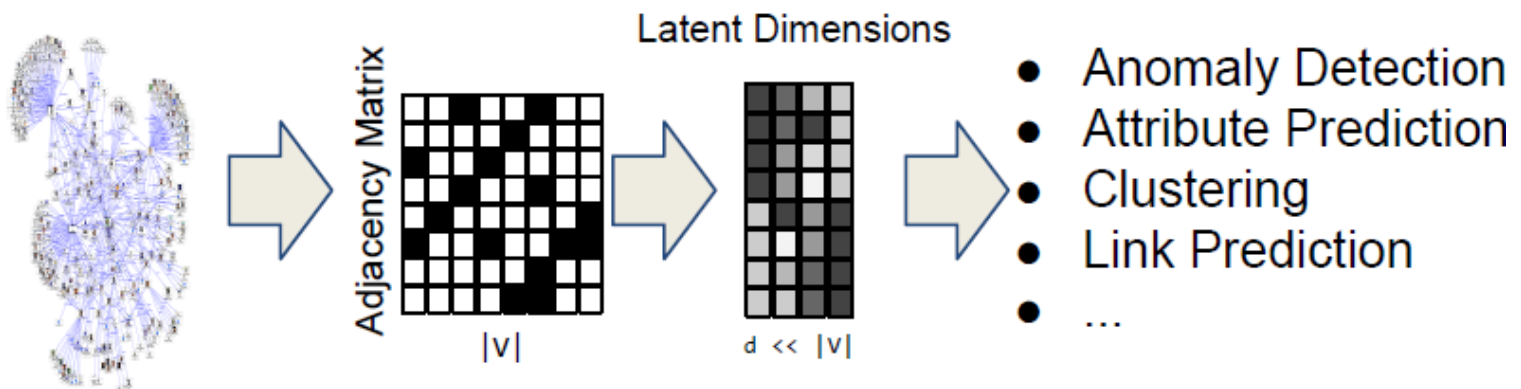 Latent Dimensions
Adjacency Matrix
|V|
d << |V|
● Anomaly Detection
● Attribute Prediction
● Clustering
● Link Prediction
● ...